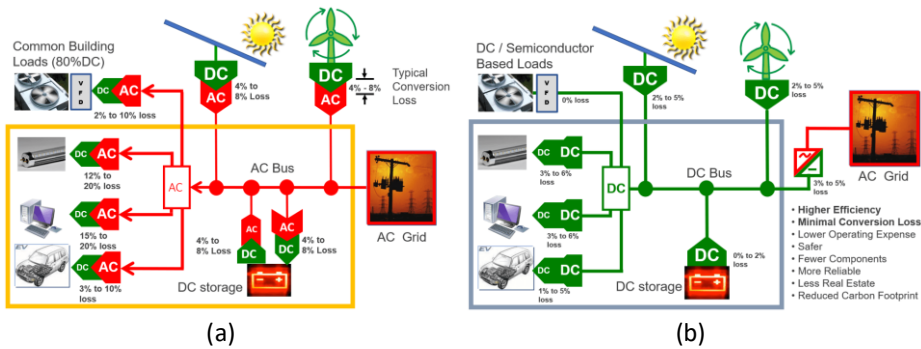 Common Building
Loads (80%DC)
V
F
D
DC
AC
2% to 10% loss
DC
AC
4% to
8% Loss
DC
AC
4% - 8%
Typical
Conversion
Loss
DC
AC
12% to
20% loss
DC
AC
15% to
20% loss
EV
DC
AC
3% to 10%
loss
AC
AC Bus
4% to
8% Loss
AC
DC
AC
DC
4% to
8% Loss
DC storage
AC Grid
(a)
DC / Semiconductor
Based Loads
V
F
D
0% loss
DC
2% to 5%
loss
DC
2% to 5%
loss
DC
DC
3% to 6%
loss
DC
DC
3% to 6%
loss
EV
DC
DC
1% to 5%
loss
DC
DC Bus
DC
0% to 2%
loss
DC storage
3% to 5%
loss
AC Grid
• Higher Efficiency
• Minimal Conversion Loss
• Lower Operating Expense
• Safer
• Fewer Components
• More Reliable
• Less Real Estate
• Reduced Carbon Footprint
(b)